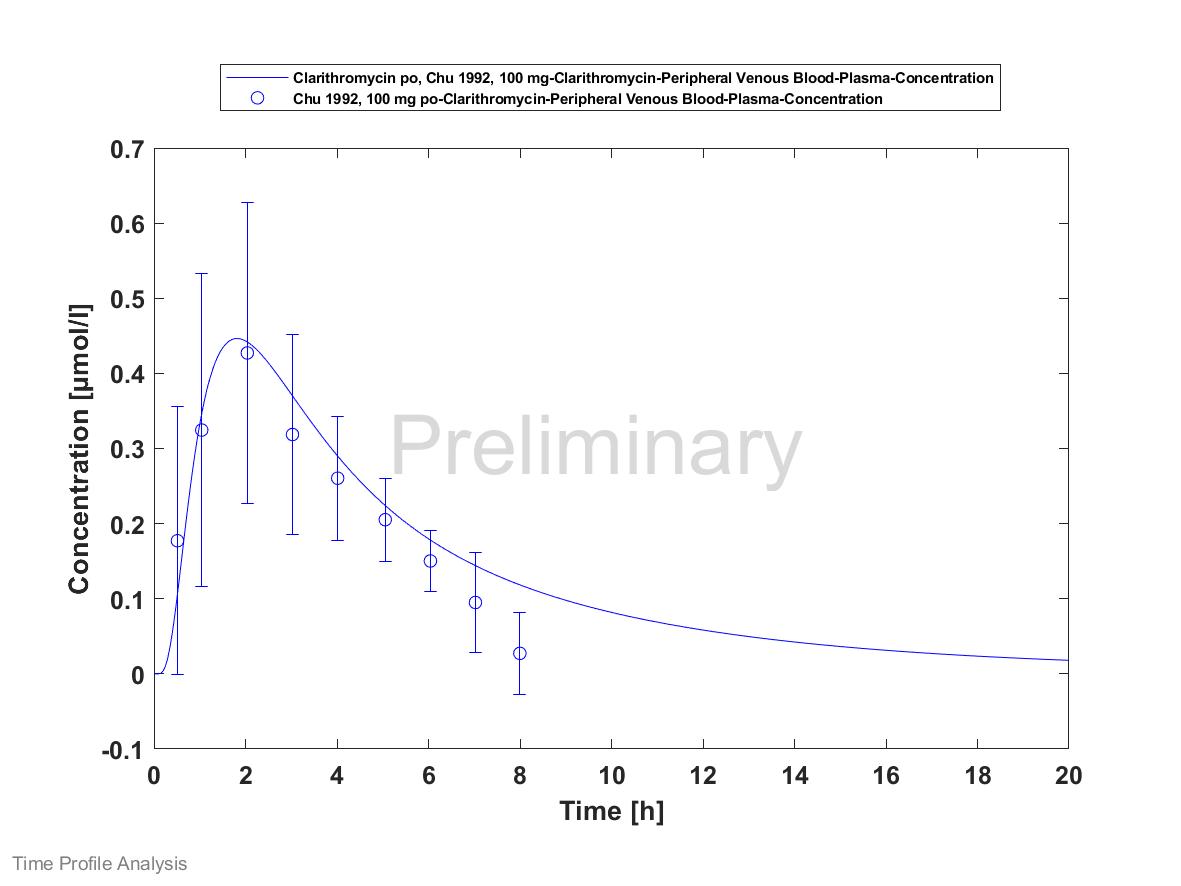 Clarithromycin po, Chu 1992, 100 mg-Clarithromycin-Peripheral Venous Blood-Plasma-Concentration
Chu 1992, 100 mg po-Clarithromycin-Peripheral Venous Blood-Plasma-Concentration
0.7
0.6
0.5
0.4
0.3
0.2
0.1
0
-0.1
Concentration [µmol/l]
Preliminary
0 2 4 6 8 10 12 14 16 18 20
Time [h]
Time Profile Analysis